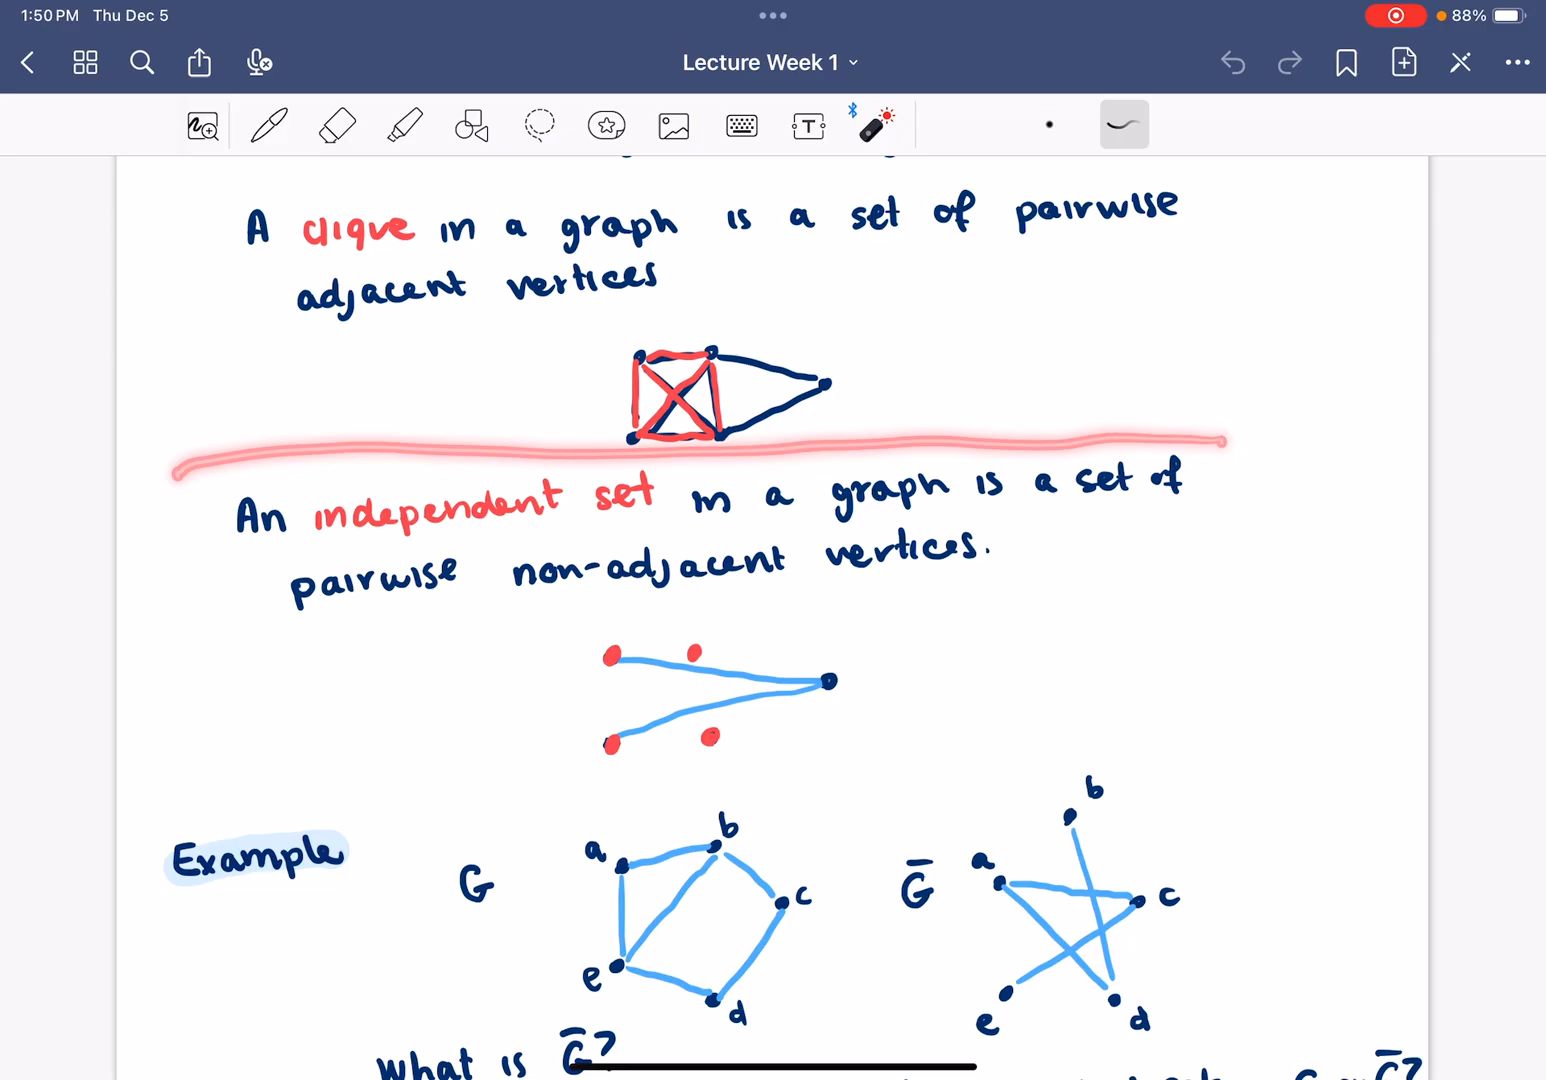 1:50 PM Thu Dec 5
88%
Lecture Week 1
T
A clique in a graph is a set of pairwise
adjacent vertices
An independent set in a graph is a set of
pairwise non-adjacent vertices.
Example
G
a
b
c
d
e
G̅
a
b
c
d
e
What is G̅?
G̅?